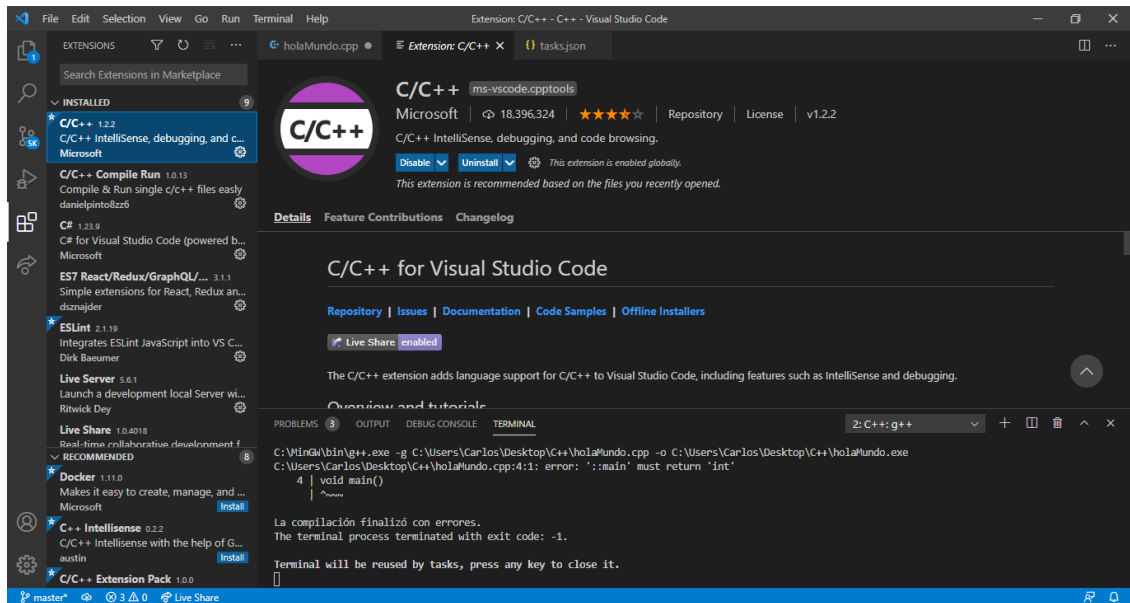 File Edit Selection View Go Run Terminal Help
Extension: C/C++ - C++ - Visual Studio Code
EXTENSIONS
1
5K
Search Extensions in Marketplace
INSTALLED 9
C/C++ 1.2.2
C/C++ IntelliSense, debugging, and c...
Microsoft
C/C++ Compile Run 1.0.13
Compile & Run single c/c++ files easly
danielpinto8zz6
C# 1.23.9
C# for Visual Studio Code (powered b...
Microsoft
ES7 React/Redux/GraphQL/... 3.1.1
Simple extensions for React, Redux an...
dsznajder
ESLint 2.1.19
Integrates ESLint JavaScript into VS C...
Dirk Baeumer
Live Server 5.6.1
Launch a development local Server wi...
Ritwick Dey
Live Share 1.0.4018
Real-time collaborative development f...
RECOMMENDED 8
Docker 1.11.0
Makes it easy to create, manage, and ...
Microsoft Install
C++ Intellisense 0.2.2
C/C++ Intellisense with the help of G...
austin Install
C/C++ Extension Pack 1.0.0
holaMundo.cpp Extension: C/C++ {} tasks.json
C/C++
C/C++ ms-vscode.cpptools
Microsoft 18,396,324 Repository License v1.2.2
C/C++ IntelliSense, debugging, and code browsing.
Disable Uninstall This extension is enabled globally.
This extension is recommended based on the files you recently opened.
Details Feature Contributions Changelog
C/C++ for Visual Studio Code
Repository | Issues | Documentation | Code Samples | Offline Installers
Live Share enabled
The C/C++ extension adds language support for C/C++ to Visual Studio Code, including features such as IntelliSense and debugging.
Overview and tutorials
PROBLEMS 3 OUTPUT DEBUG CONSOLE TERMINAL 2: C++: g++
C:\MinGW\bin\g++.exe -g C:\Users\Carlos\Desktop\C++\holaMundo.cpp -o C:\Users\Carlos\Desktop\C++\holaMundo.exe
C:\Users\Carlos\Desktop\C++\holaMundo.cpp:4:1: error: '::main' must return 'int'
4 | void main()
| ^~~~
La compilación finalizó con errores.
The terminal process terminated with exit code: -1.
Terminal will be reused by tasks, press any key to close it.
master* 3 0 Live Share